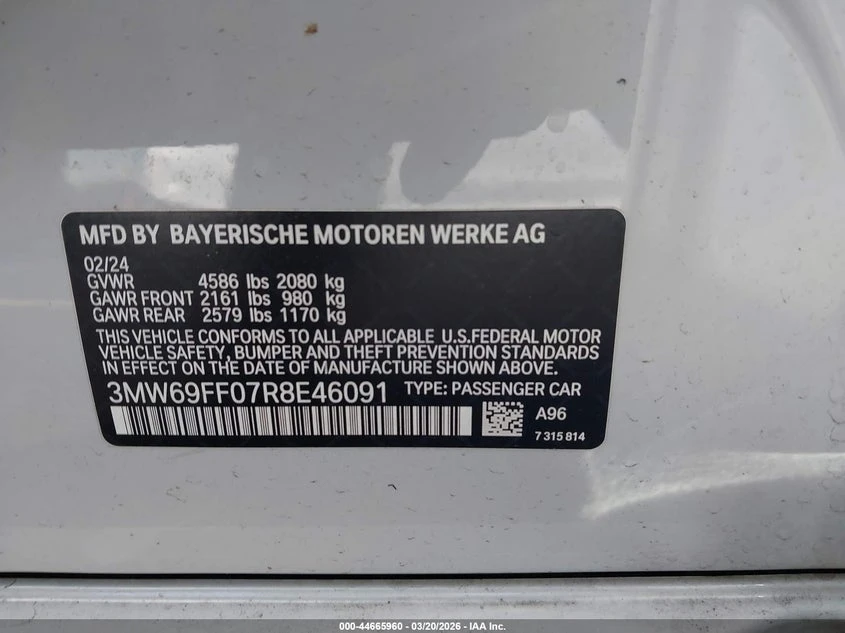 MFD BY BAYERISCHE MOTOREN WERKE AG
02/24
GVWR 4586 lbs 2080 kg
GAWR FRONT 2161 lbs 980 kg
GAWR REAR 2579 lbs 1170 kg
THIS VEHICLE CONFORMS TO ALL APPLICABLE U.S.FEDERAL MOTOR
VEHICLE SAFETY, BUMPER AND THEFT PREVENTION STANDARDS
IN EFFECT ON THE DATE OF MANUFACTURE SHOWN ABOVE.
3MW69FF07R8E46091 TYPE: PASSENGER CAR
A96
7 315 814
000-44665960 - 03/20/2026 - IAA Inc.